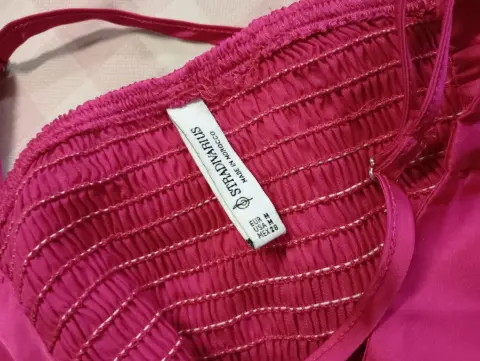 STRADIVARIUS
MADE IN MOROCCO
EUR M
USA M
MEX 28